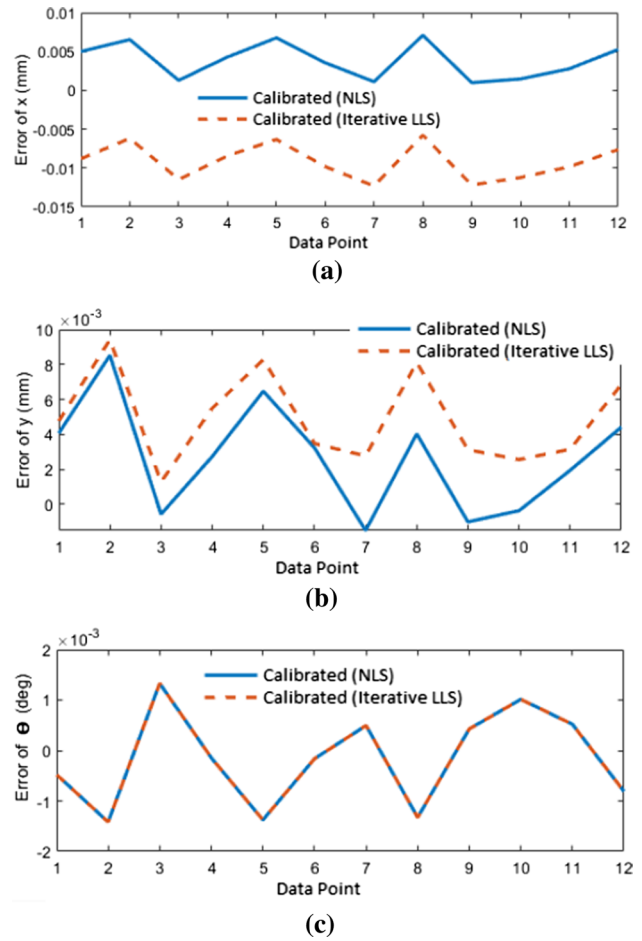 0.01
0.005
0
-0.005
-0.01
-0.015
Error of x (mm)
Calibrated (NLS)
Calibrated (Iterative LLS)
1 2 3 4 5 6 7 8 9 10 11 12
Data Point
(a)
×10⁻³
10
8
6
4
2
0
Error of y (mm)
Calibrated (NLS)
Calibrated (Iterative LLS)
1 2 3 4 5 6 7 8 9 10 11 12
Data Point
(b)
×10⁻³
2
1
0
-1
-2
Error of Θ (deg)
Calibrated (NLS)
Calibrated (Iterative LLS)
1 2 3 4 5 6 7 8 9 10 11 12
Data Point
(c)